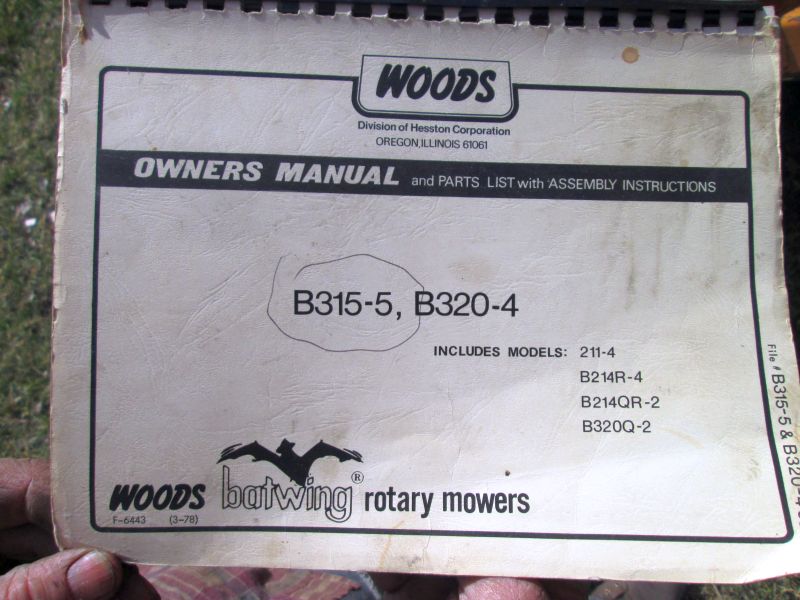 WOODS
Division of Hesston Corporation
OREGON, ILLINOIS 61061
OWNERS MANUAL and PARTS LIST with ASSEMBLY INSTRUCTIONS
B315-5, B320-4
INCLUDES MODELS: 211-4
B214R-4
B214QR-2
B320Q-2
WOODS batwing® rotary mowers
F-6443 (3-78)
File # B315-5 & B320-4